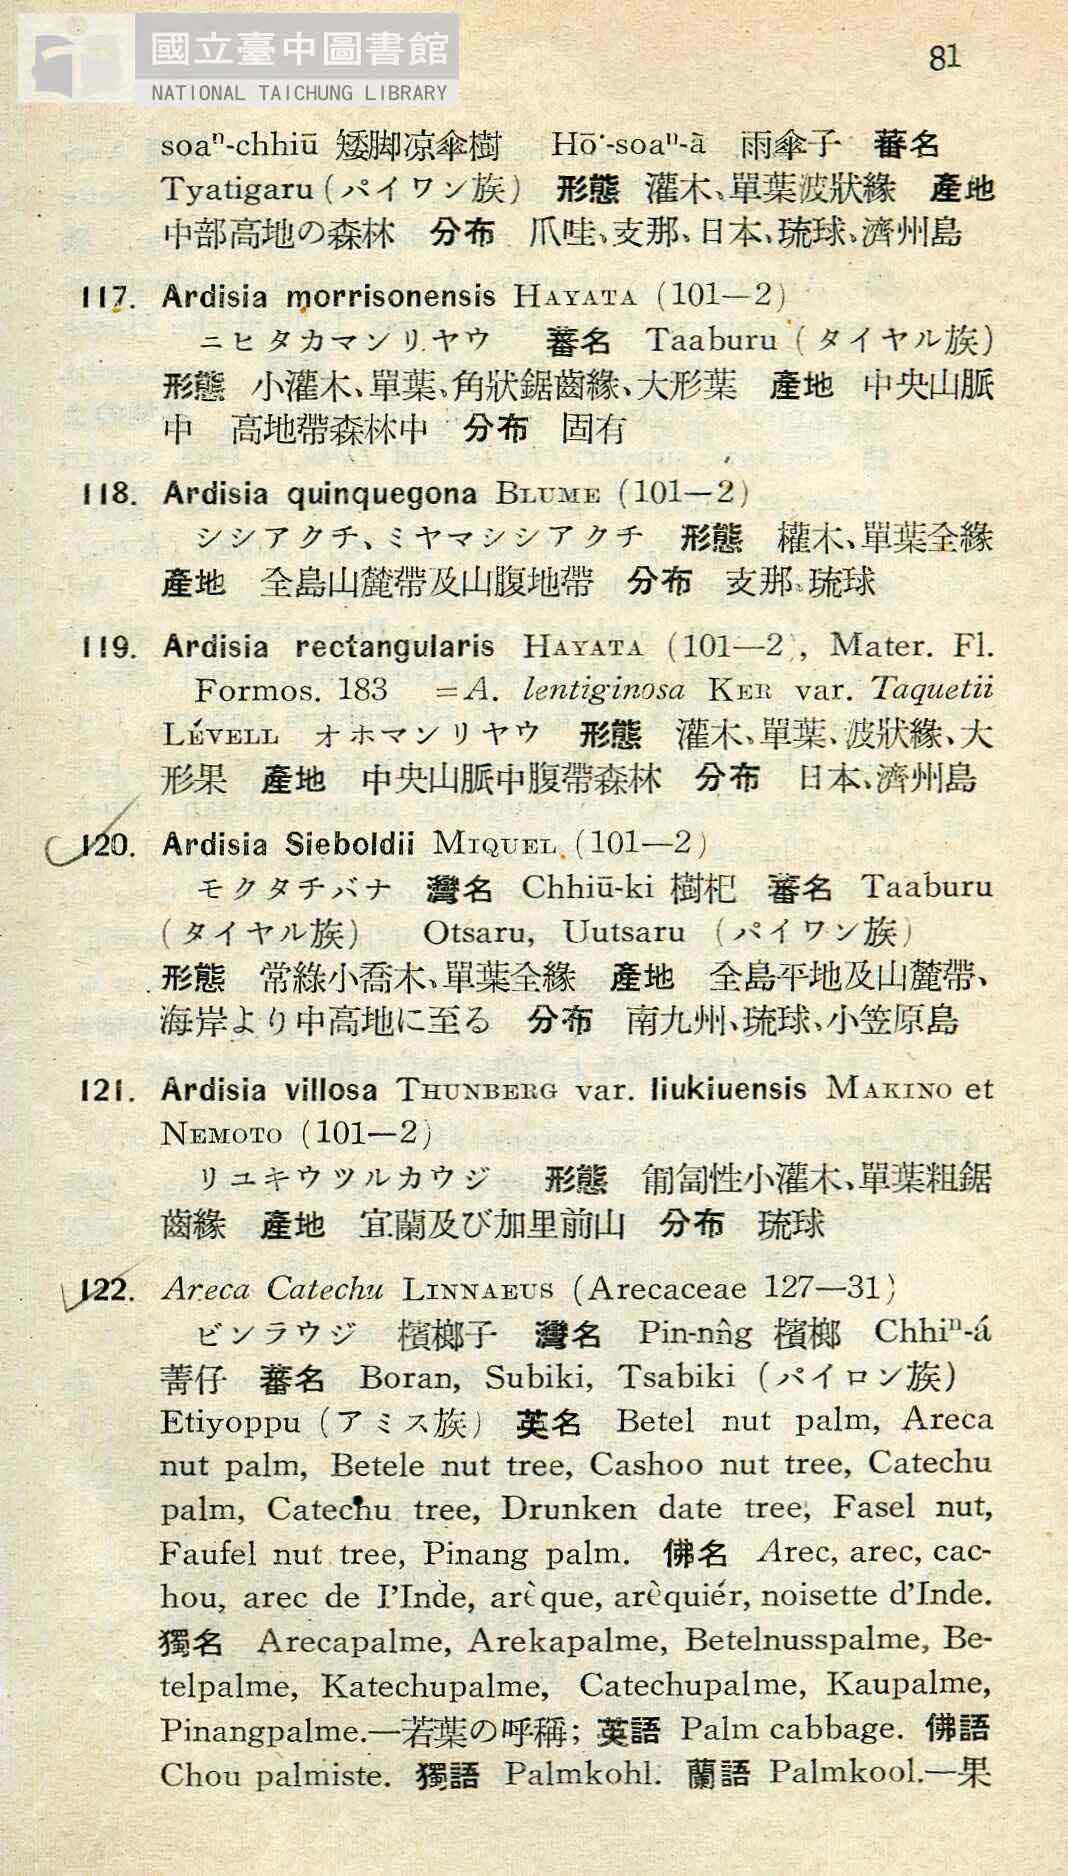 國立臺中圖書館
NATIONAL TAICHUNG LIBRARY
81
soaⁿ-chhiū 矮脚凉傘樹 Hō͘-soaⁿ-à 雨傘子 蕃名
Tyatigaru (パイワン族) 形態 灌木、單葉波狀緣 產地
中部高地の森林 分布 爪哇、支那、日本、琉球、濟州島
117. Ardisia morrisonensis HAYATA (101—2)
ニヒタカマンリヤウ 蕃名 Taaburu (タイヤル族)
形態 小灌木、單葉、角狀鋸齒緣、大形葉 產地 中央山脈
中 高地帶森林中 分布 固有
118. Ardisia quinquegona BLUME (101—2)
シシアクチ、ミヤマシシアクチ 形態 權木、單葉全緣
產地 全島山麓帶及山腹地帶 分布 支那、琉球
119. Ardisia rectangularis HAYATA (101—2), Mater. Fl.
Formos. 183 =A. lentiginosa KER var. Taquetii
LÉVELL オホマンリヤウ 形態 灌木、單葉、波狀緣、大
形果 產地 中央山脈中腹帶森林 分布 日本、濟州島
120. Ardisia Sieboldii MIQUEL (101—2)
モクタチバナ 灣名 Chhiū-ki 樹杞 蕃名 Taaburu
(タイヤル族) Otsaru, Uutsaru (パイワン族)
形態 常綠小喬木、單葉全緣 產地 全島平地及山麓帶、
海岸より中高地に至る 分布 南九州、琉球、小笠原島
121. Ardisia villosa THUNBERG var. liukiuensis MAKINO et
NEMOTO (101—2)
リユキウツルカウジ 形態 匍匐性小灌木、單葉粗鋸
齒緣 產地 宜蘭及び加里前山 分布 琉球
122. Areca Catechu LINNAEUS (Arecaceae 127—31)
ビンラウジ 檳榔子 灣名 Pin-nn̂g 檳榔 Chhiⁿ-á
菁仔 蕃名 Boran, Subiki, Tsabiki (パイロン族)
Etiyoppu (アミス族) 英名 Betel nut palm, Areca
nut palm, Betele nut tree, Cashoo nut tree, Catechu
palm, Catechu tree, Drunken date tree, Fasel nut,
Faufel nut tree, Pinang palm. 佛名 Arec, arec, cac-
hou, arec de I'Inde, arèque, arèquiér, noisette d'Inde.
獨名 Arecapalme, Arekapalme, Betelnusspalme, Be-
telpalme, Katechupalme, Catechupalme, Kaupalme,
Pinangpalme.—若葉の呼稱; 英語 Palm cabbage. 佛語
Chou palmiste. 獨語 Palmkohl. 蘭語 Palmkool.—果